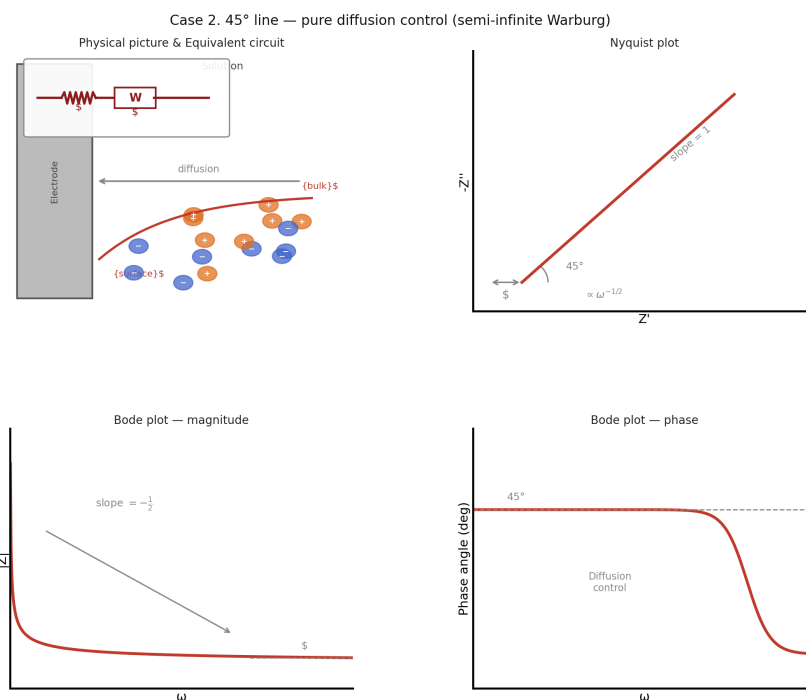 Case 2. 45° line — pure diffusion control (semi-infinite Warburg)
Physical picture & Equivalent circuit
Solution
W
$
$
Electrode
diffusion
{bulk}$
{surface}$
Nyquist plot
-Z''
slope = 1
45°
$
∝ ω^{-1/2}
Z'
Bode plot — magnitude
|Z|
slope = -1/2
$
ω
Bode plot — phase
Phase angle (deg)
45°
Diffusion
control
ω